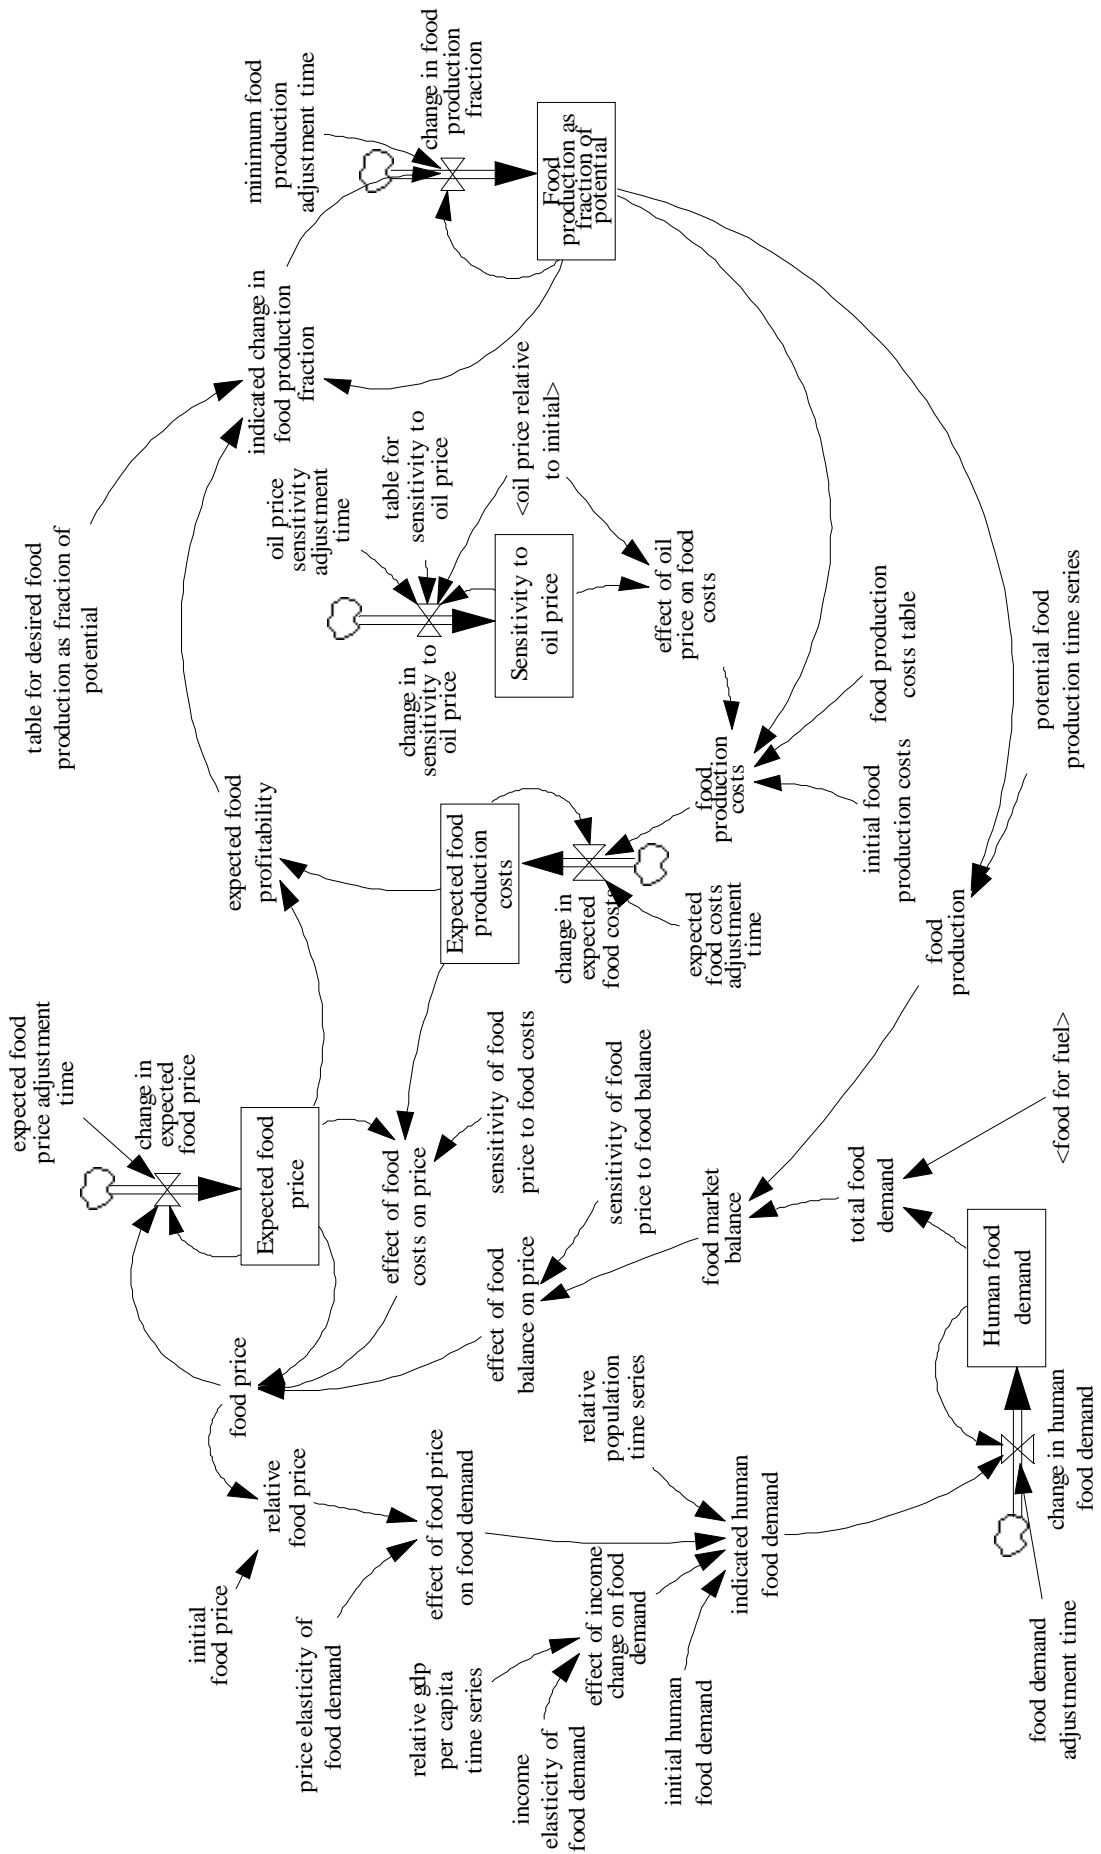 initial
food price
relative
food price
food price
price elasticity of
food demand
effect of food price
on food demand
relative gdp
per capita
time series
income
elasticity of
food demand
effect of income
change on food
demand
initial human
food demand
relative
population
time series
indicated human
food demand
food demand
adjustment time
change in human
food demand
Human food
demand
total food
demand
<food for fuel>
food market
balance
effect of food
balance on price
sensitivity of food
price to food balance
effect of food
costs on price
sensitivity of food
price to food costs
Expected food
price
change in
expected
food price
expected food
price adjustment
time
expected food
profitability
Expected food
production
costs
change in
expected
food costs
expected
food costs
adjustment
time
food
production
costs
initial food
production costs
food production
costs table
food
production
potential food
production time series
effect of oil
price on food
costs
Sensitivity to
oil price
change in
sensitivity to
oil price
oil price
sensitivity
adjustment
time
table for
sensitivity to
oil price
<oil price relative
to initial>
table for desired food
production as fraction of
potential
indicated change in
food production
fraction
minimum food
production
adjustment time
change in food
production
fraction
Food
production as
fraction of
potential